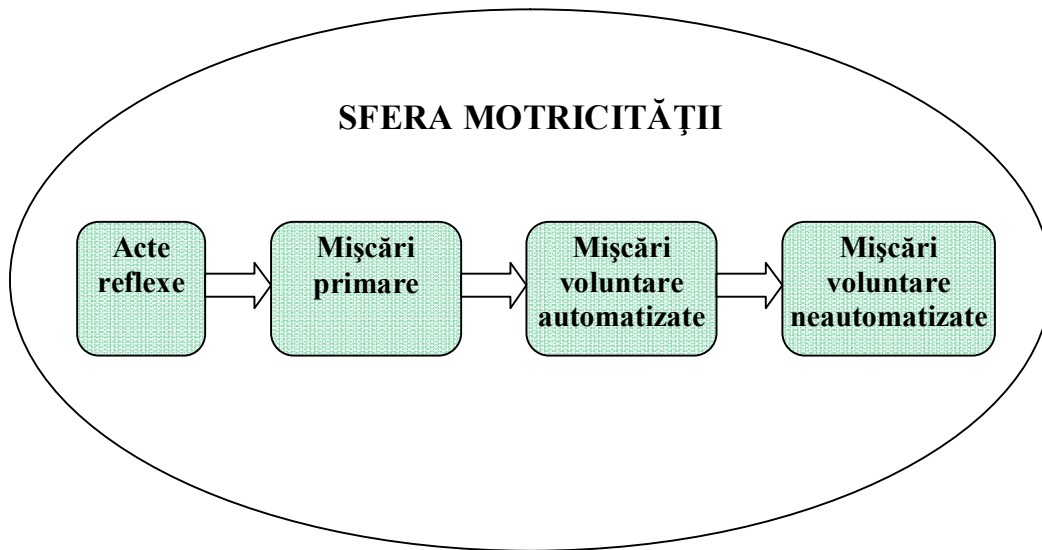 SFERA MOTRICITĂŢII
Acte
reflexe
Mişcări
primare
Mişcări
voluntare
automatizate
Mişcări
voluntare
neautomatizate